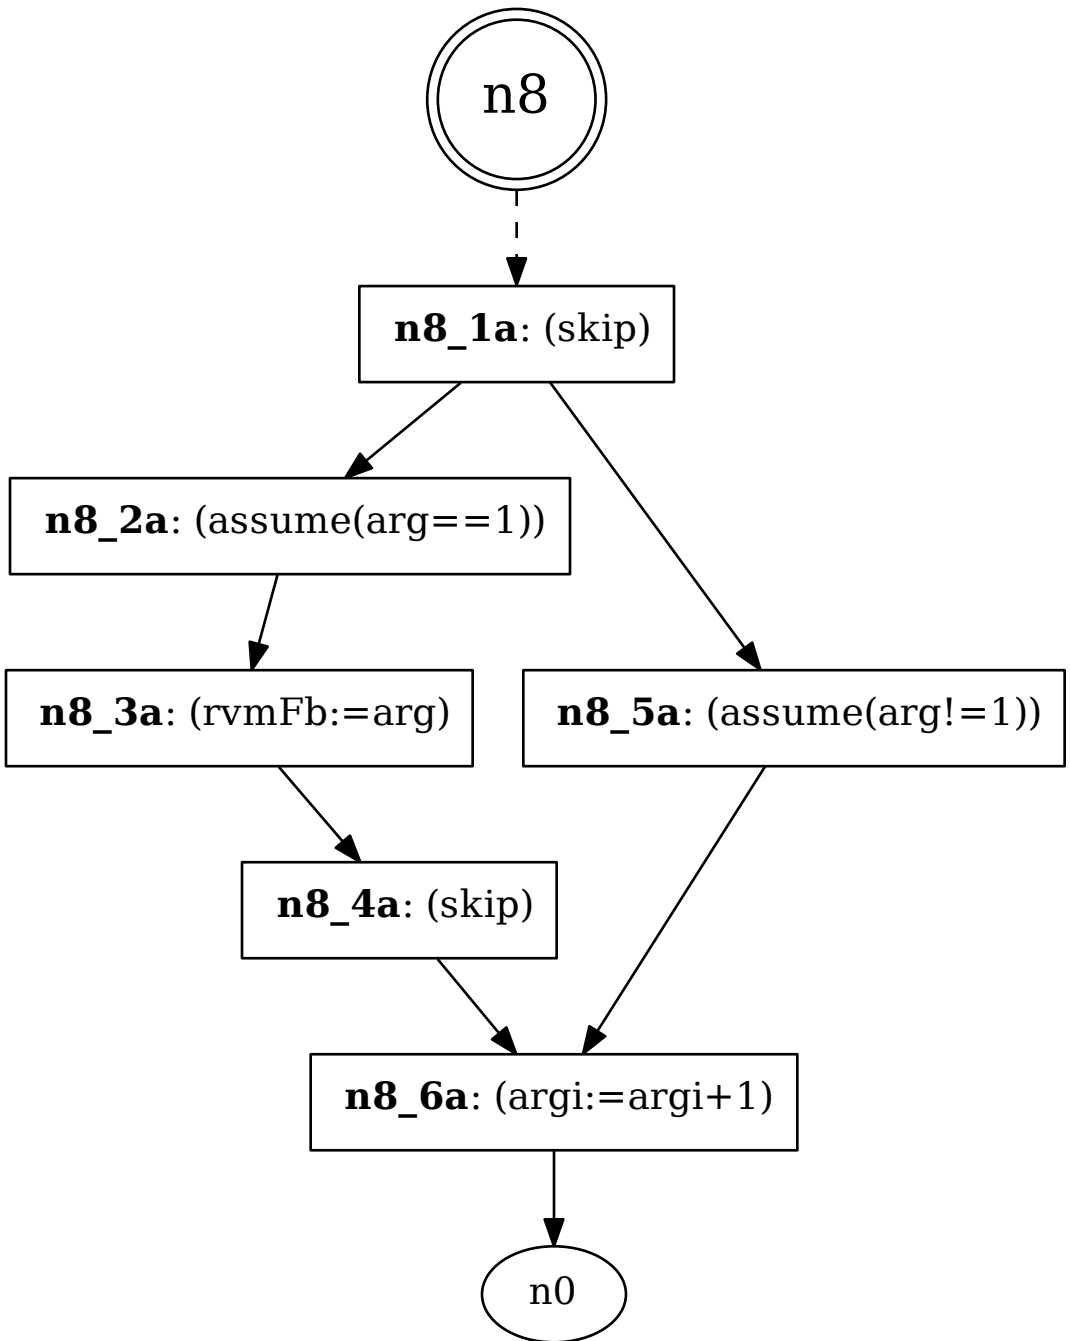 n8
n8_1a: (skip)
n8_2a: (assume(arg==1))
n8_3a: (rvmFb:=arg)
n8_5a: (assume(arg!=1))
n8_4a: (skip)
n8_6a: (argi:=argi+1)
n0